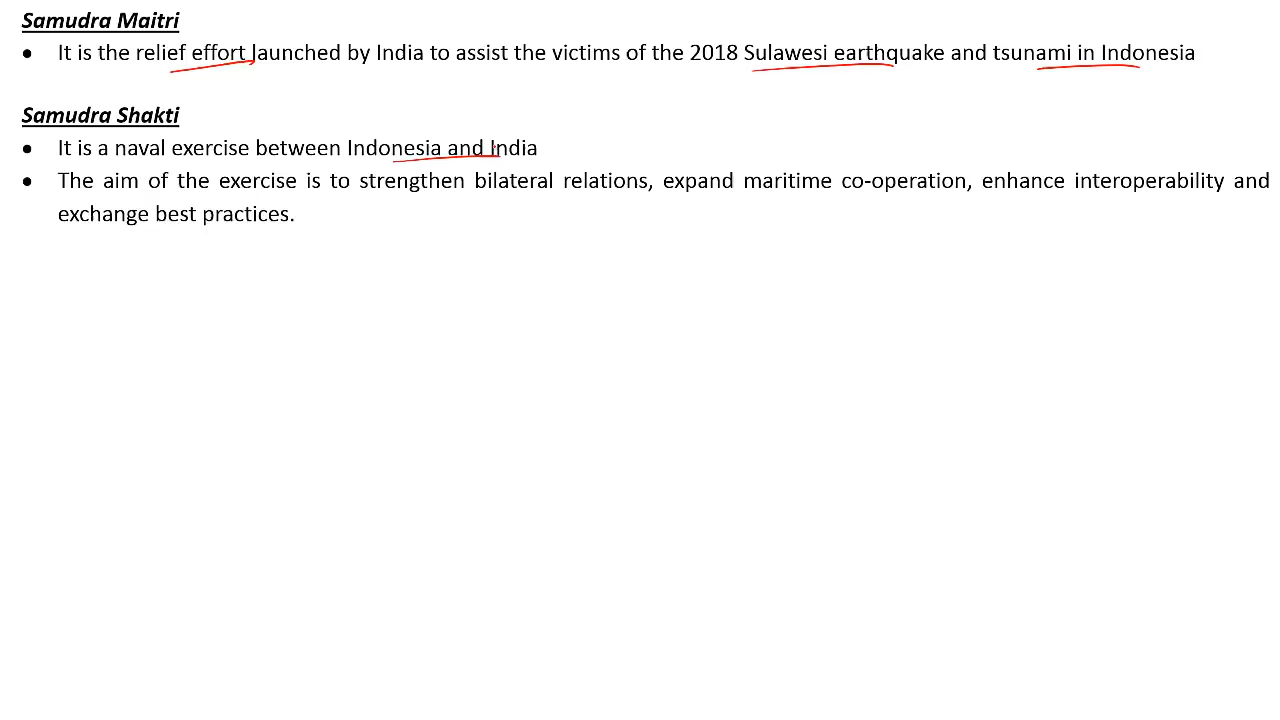 Samudra Maitri
● It is the relief effort launched by India to assist the victims of the 2018 Sulawesi earthquake and tsunami in Indonesia
Samudra Shakti
● It is a naval exercise between Indonesia and India
● The aim of the exercise is to strengthen bilateral relations, expand maritime co-operation, enhance interoperability and
exchange best practices.